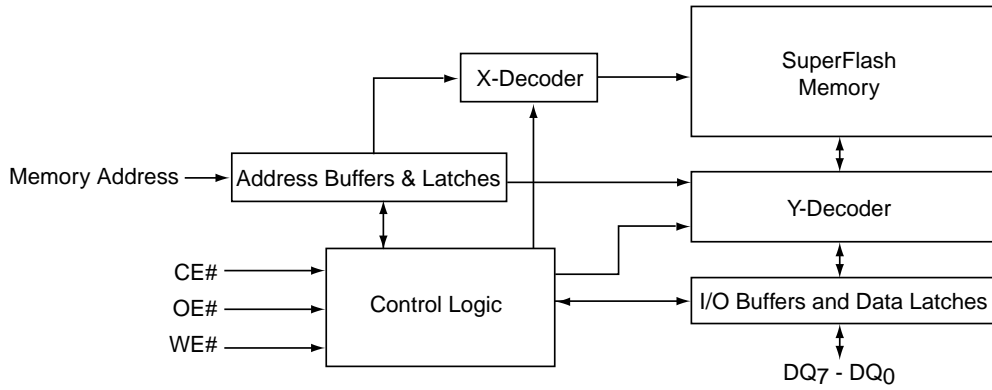 SuperFlash
Memory
X-Decoder
Memory Address
Address Buffers & Latches
Y-Decoder
CE#
OE#
WE#
Control Logic
I/O Buffers and Data Latches
DQ7 - DQ0